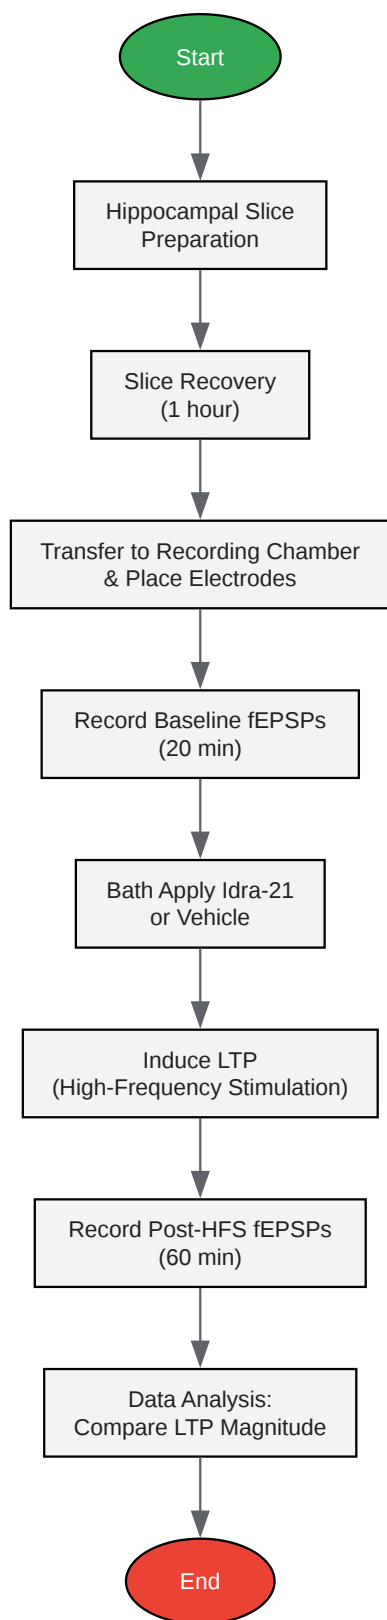 Start
Hippocampal Slice
Preparation
Slice Recovery
(1 hour)
Transfer to Recording Chamber
& Place Electrodes
Record Baseline fEPSPs
(20 min)
Bath Apply Idra-21
or Vehicle
Induce LTP
(High-Frequency Stimulation)
Record Post-HFS fEPSPs
(60 min)
Data Analysis:
Compare LTP Magnitude
End